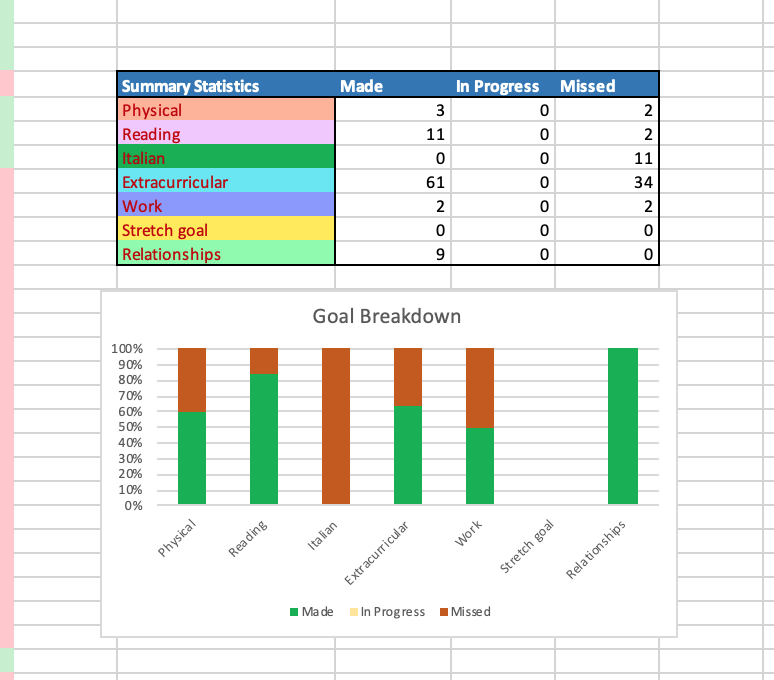 Summary Statistics Made In Progress Missed
Physical 3 0 2
Reading 11 0 2
Italian 0 0 11
Extracurricular 61 0 34
Work 2 0 2
Stretch goal 0 0 0
Relationships 9 0 0
Goal Breakdown
100%
90%
80%
70%
60%
50%
40%
30%
20%
10%
0%
Physical Reading Italian Extracurricular Work Stretch goal Relationships
Made In Progress Missed